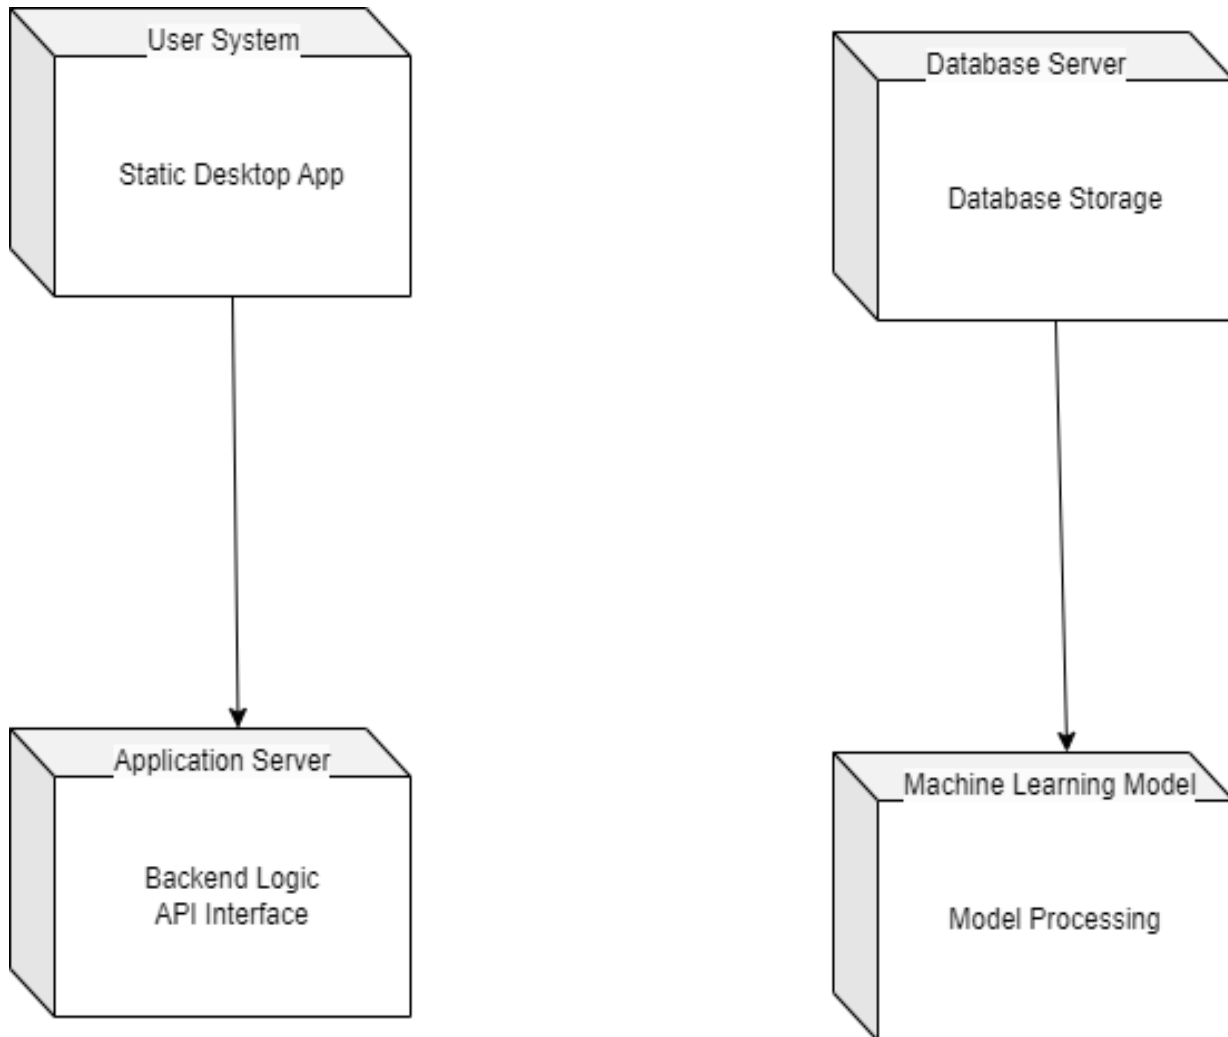 User System
Static Desktop App
Database Server
Database Storage
Application Server
Backend Logic
API Interface
Machine Learning Model
Model Processing